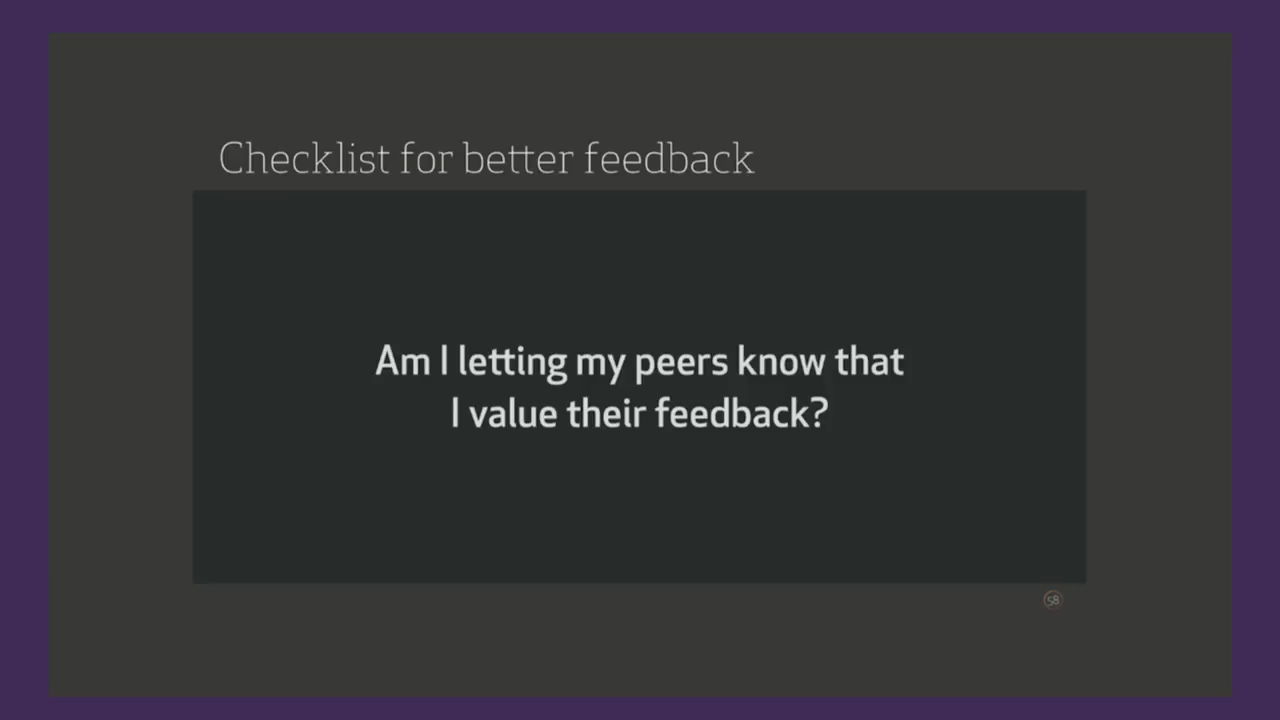 Checklist for better feedback
Am I letting my peers know that
I value their feedback?
58